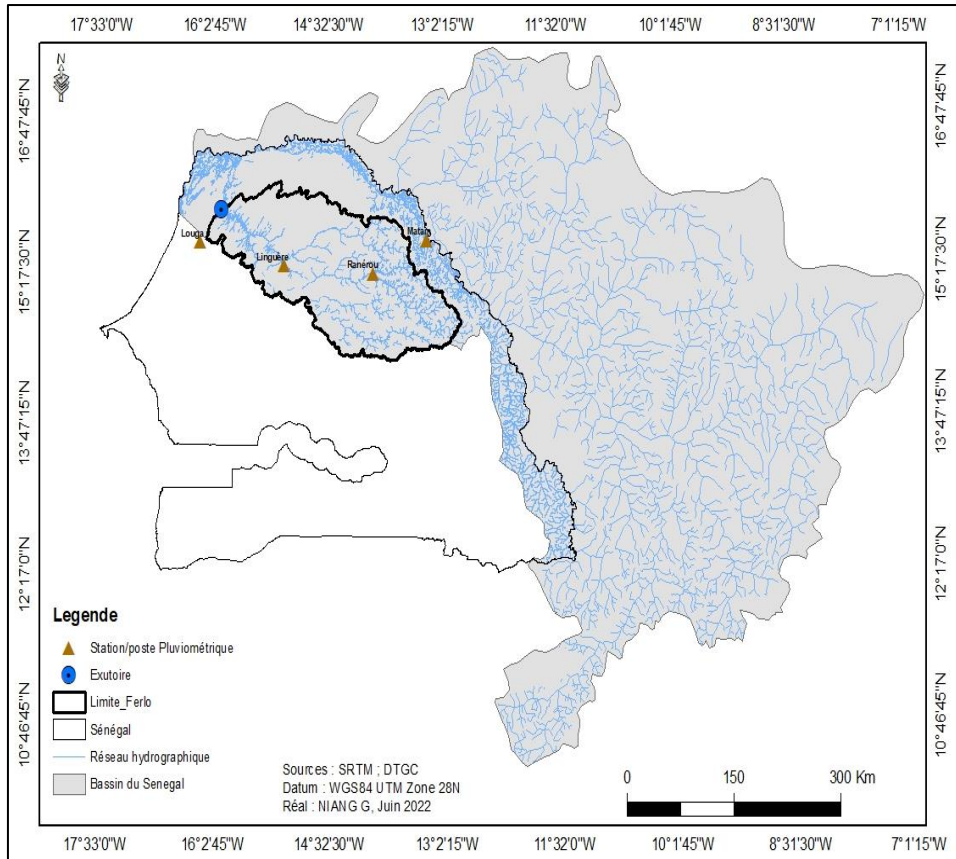 17°33'0"W 16°2'45"W 14°32'30"W 13°2'15"W 11°32'0"W 10°1'45"W 8°31'30"W 7°1'15"W
N
16°47'45"N 16°47'45"N
15°17'30"N 15°17'30"N
13°47'15"N 13°47'15"N
12°17'0"N 12°17'0"N
10°46'45"N 10°46'45"N
Louga
Matam
Linguère
Ranérou
Legende
Station/poste Pluviométrique
Exutoire
Limite_Ferlo
Sénégal
Réseau hydrographique
Bassin du Senegal
Sources : SRTM ; DTGC
Datum : WGS84 UTM Zone 28N
Réal : NIANG G, Juin 2022
0 150 300 Km
17°33'0"W 16°2'45"W 14°32'30"W 13°2'15"W 11°32'0"W 10°1'45"W 8°31'30"W 7°1'15"W